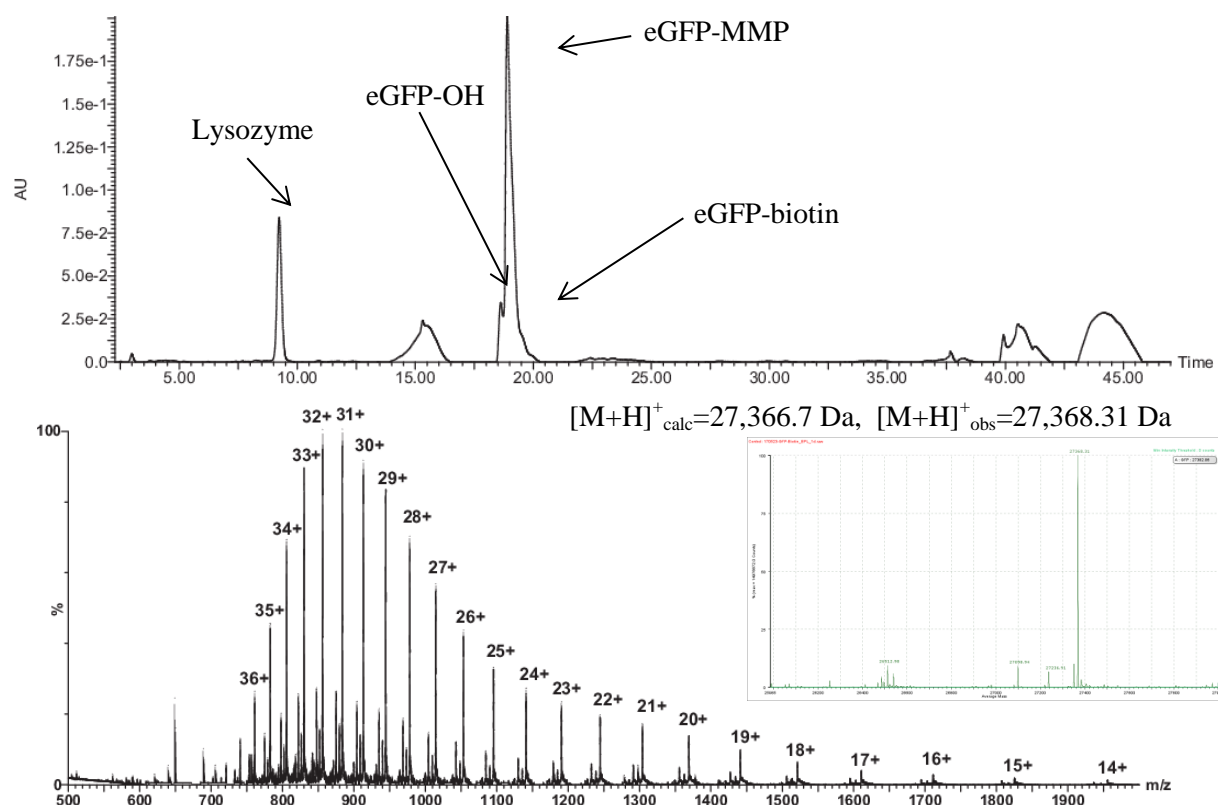 eGFP-MMP
eGFP-OH
Lysozyme
eGFP-biotin
AU
1.75e-1
1.5e-1
1.25e-1
1.0e-1
7.5e-2
5.0e-2
2.5e-2
0.0
5.00 10.00 15.00 20.00 25.00 30.00 35.00 40.00 45.00 Time
[M+H]+calc=27,366.7 Da, [M+H]+obs=27,368.31 Da
100
%
0
36+ 35+ 34+ 33+ 32+ 31+ 30+ 29+ 28+ 27+ 26+ 25+ 24+ 23+ 22+ 21+ 20+ 19+ 18+ 17+ 16+ 15+ 14+
500 600 700 800 900 1000 1100 1200 1300 1400 1500 1600 1700 1800 1900 m/z
27368.31
Average Mass